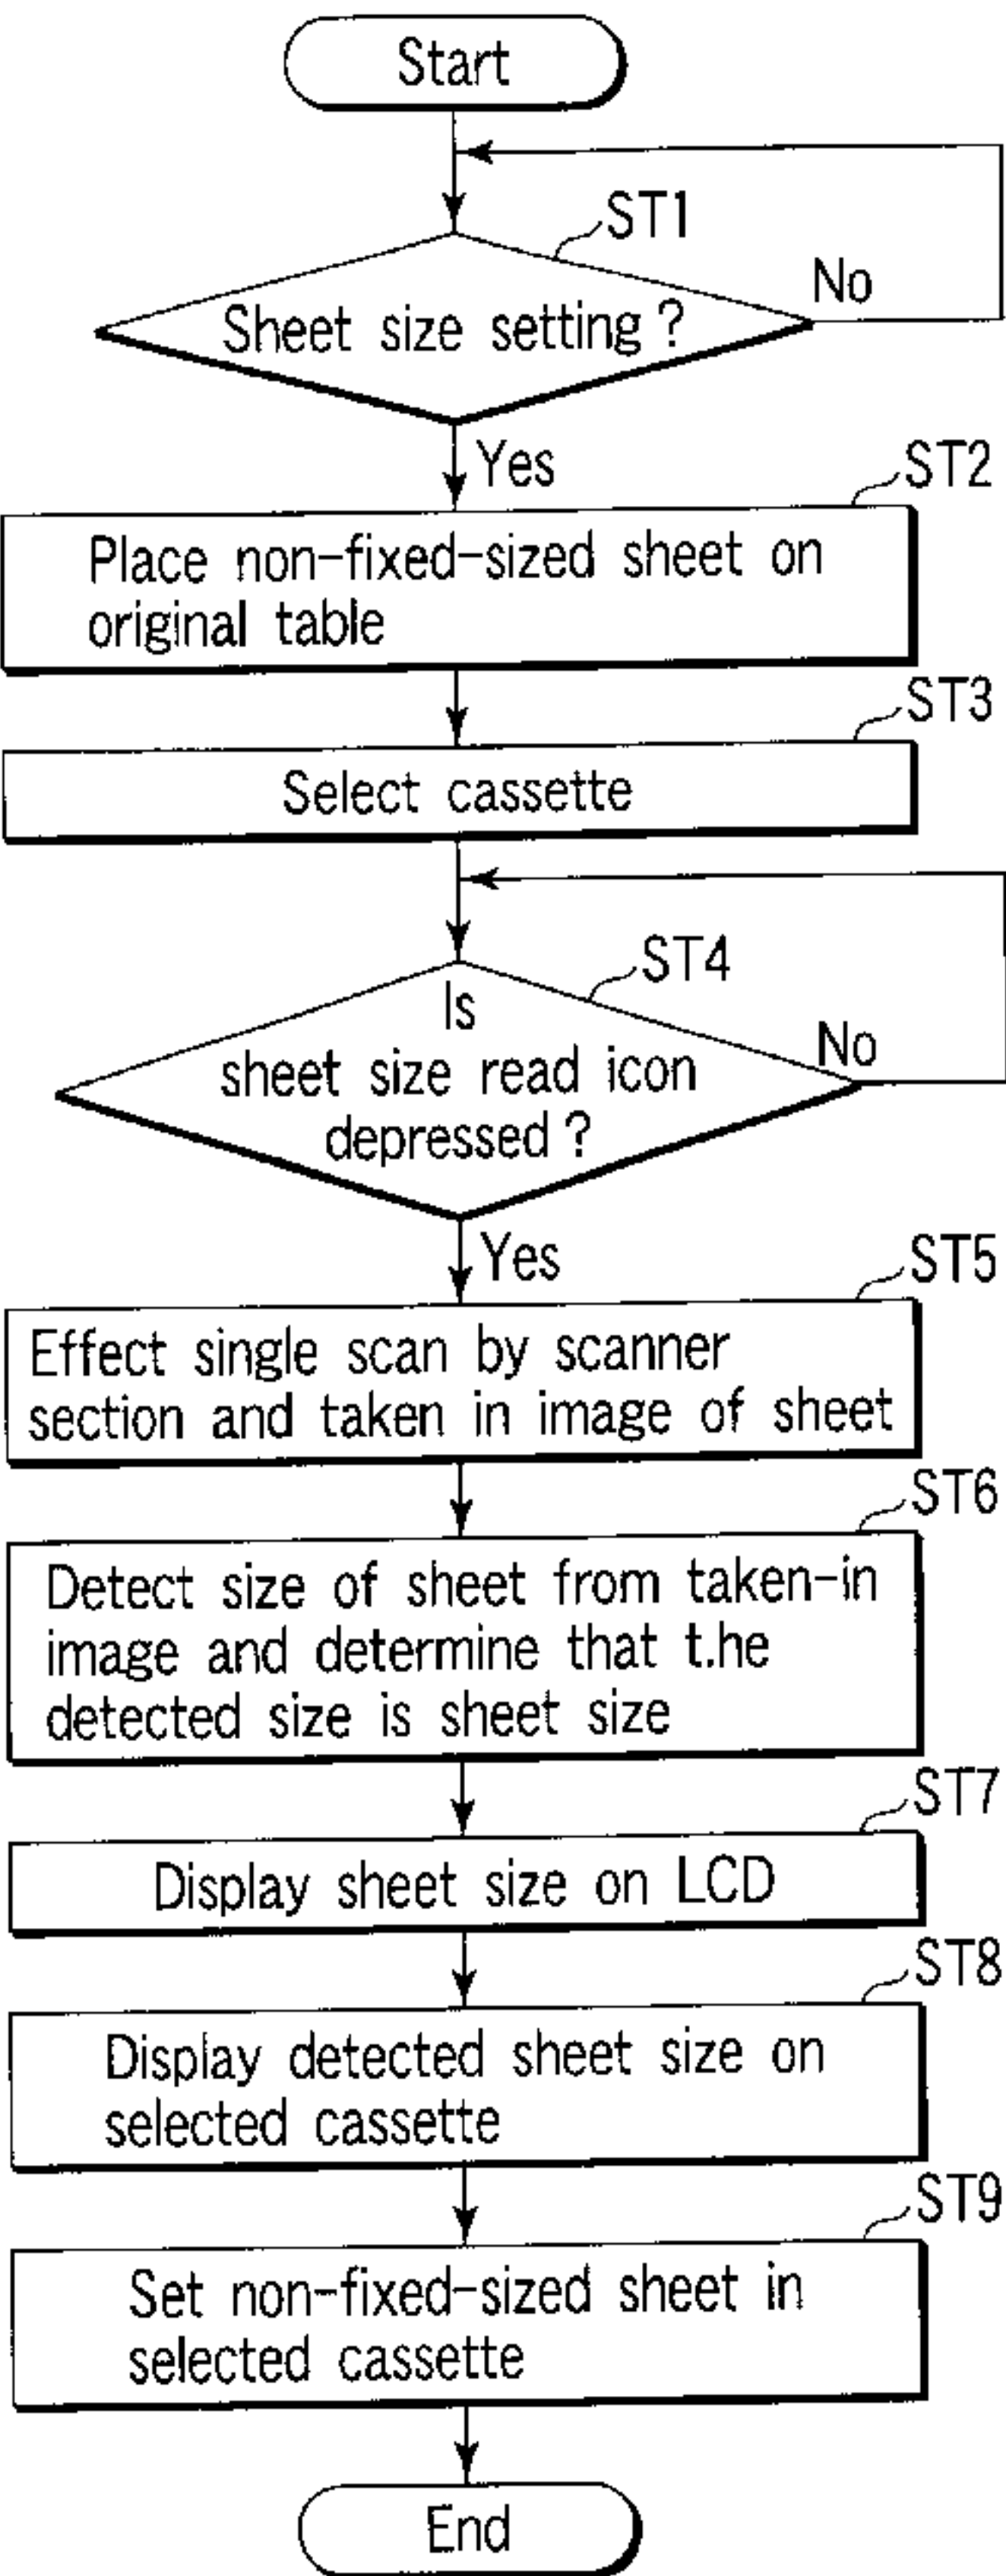 Start
ST1
No
Sheet size setting ?
Yes
ST2
Place non-fixed-sized sheet on
original table
ST3
Select cassette
ST4
Is
No
sheet size read icon
depressed ?
Yes
ST5
Effect single scan by scanner
section and taken in image of sheet
ST6
Detect size of sheet from taken-in
image and determine that t.he
detected size is sheet size
ST7
Display sheet size on LCD
ST8
Display detected sheet size on
selected cassette
ST9
Set non-fixed-sized sheet in
selected cassette
End